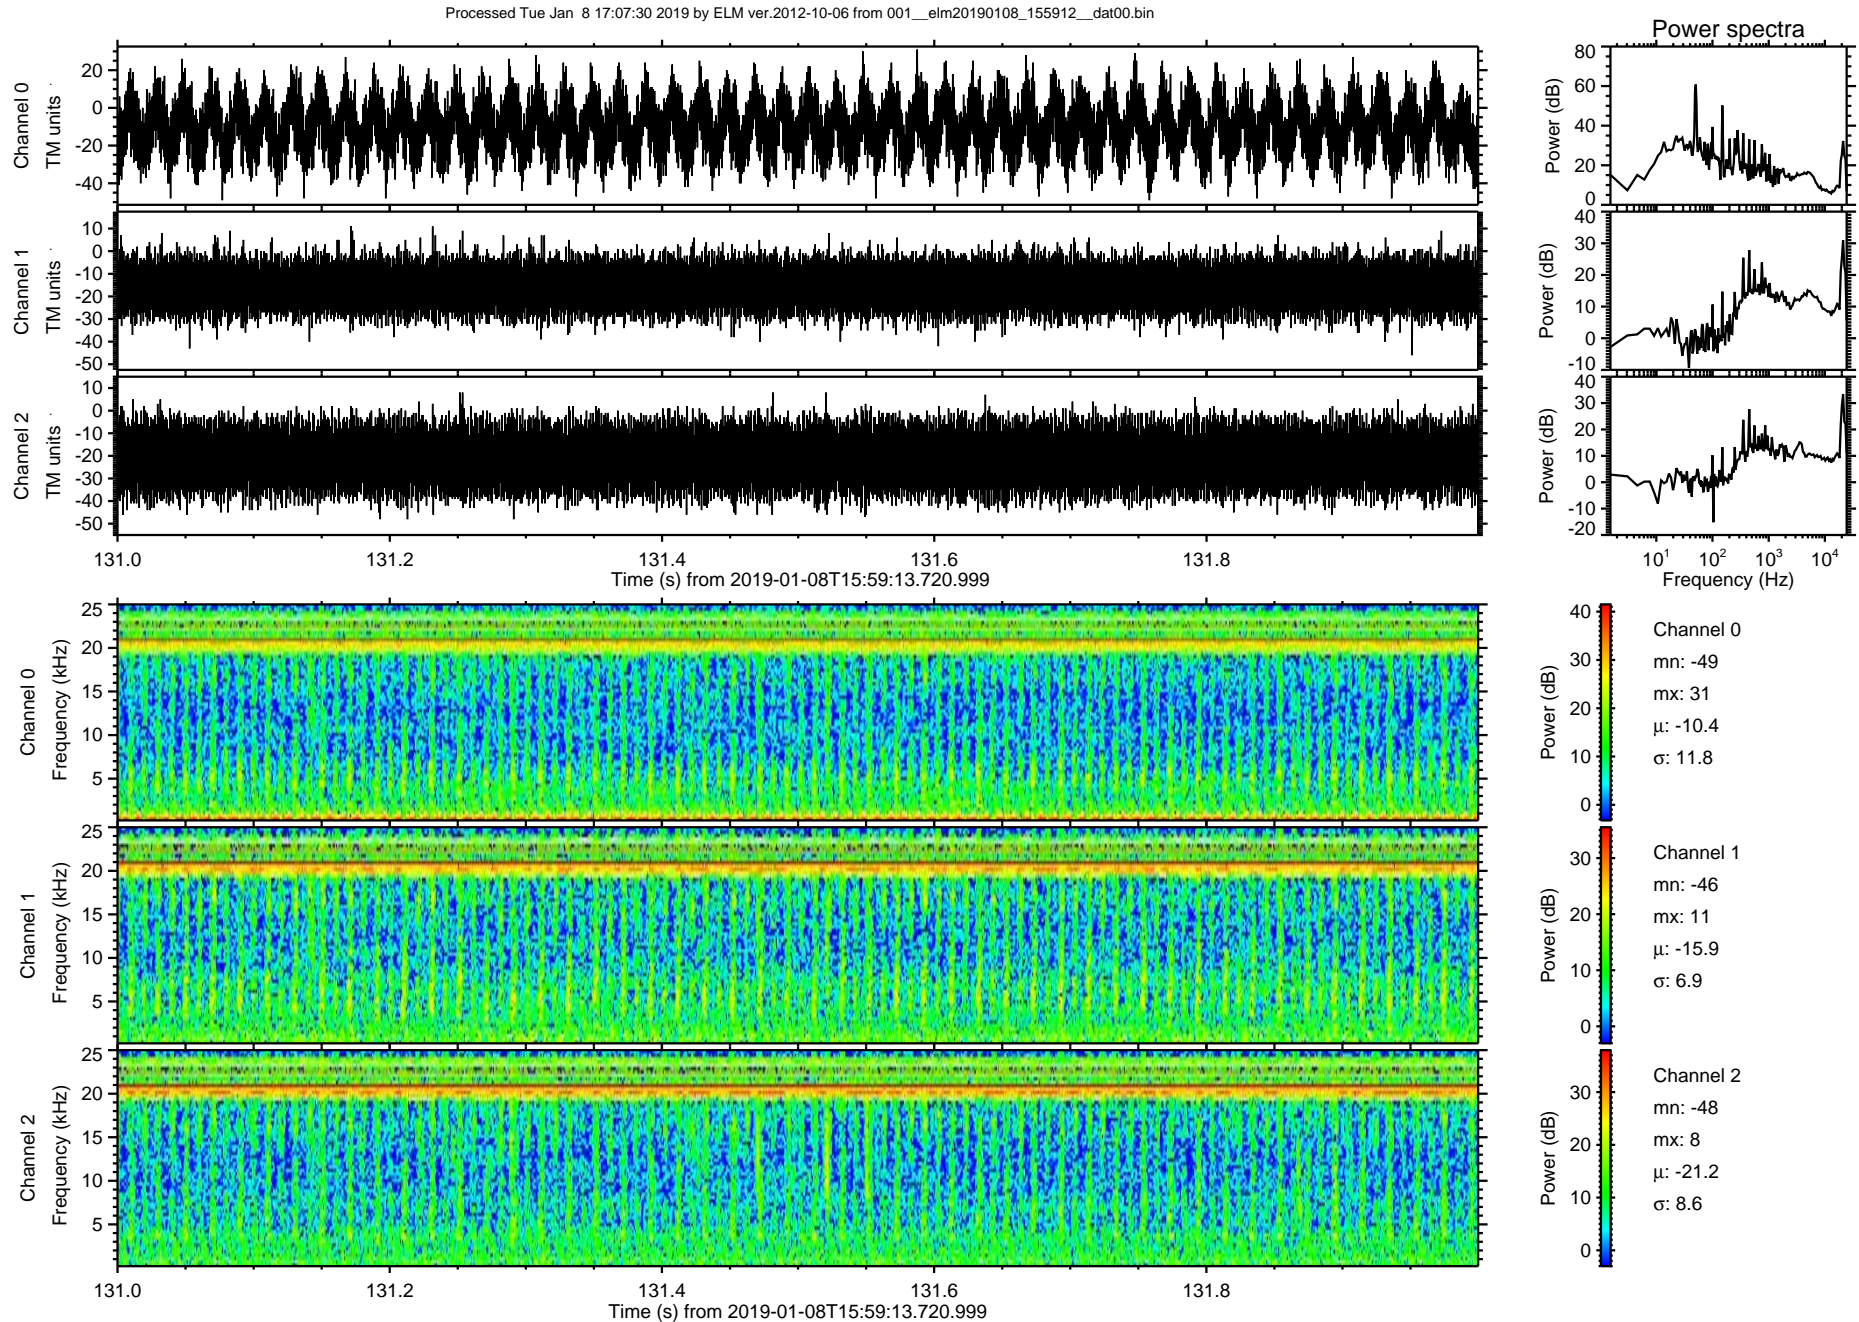 Processed Tue Jan  8 17:07:30 2019 by ELM ver.2012-10-06 from 001__elm20190108_155912__dat00.bin
Power spectra
Channel 0
TM units
20
0
-20
-40
Power (dB)
80
60
40
20
0
Channel 1
TM units
10
0
-10
-20
-30
-40
-50
Power (dB)
40
30
20
10
0
-10
Channel 2
TM units
10
0
-10
-20
-30
-40
-50
Power (dB)
40
30
20
10
0
-10
-20
131.0 131.2 131.4 131.6 131.8
Time (s) from 2019-01-08T15:59:13.720.999
10^1 10^2 10^3 10^4
Frequency (Hz)
Channel 0
Frequency (kHz)
25
20
15
10
5
Power (dB)
40
30
20
10
0
Channel 0
mn: -49
mx: 31
μ: -10.4
σ: 11.8
Channel 1
Frequency (kHz)
25
20
15
10
5
Power (dB)
30
20
10
0
Channel 1
mn: -46
mx: 11
μ: -15.9
σ: 6.9
Channel 2
Frequency (kHz)
25
20
15
10
5
Power (dB)
30
20
10
0
Channel 2
mn: -48
mx: 8
μ: -21.2
σ: 8.6
131.0 131.2 131.4 131.6 131.8
Time (s) from 2019-01-08T15:59:13.720.999